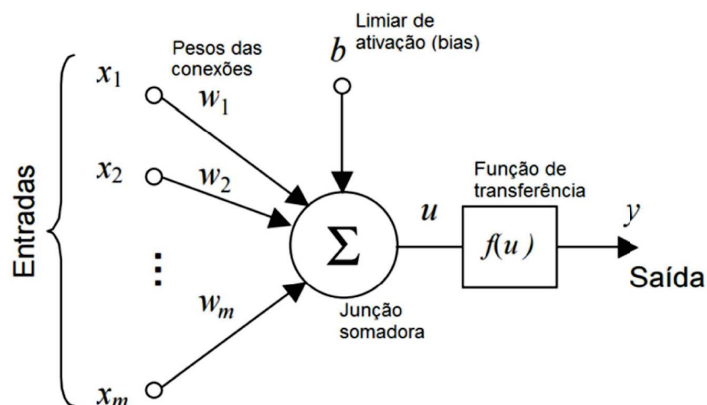 Entradas
x1
x2
⋮
xm
Pesos das
conexões
w1
w2
wm
Limiar de
ativação (bias)
b
Σ
Junção
somadora
u
Função de
transferência
f(u)
y
Saída